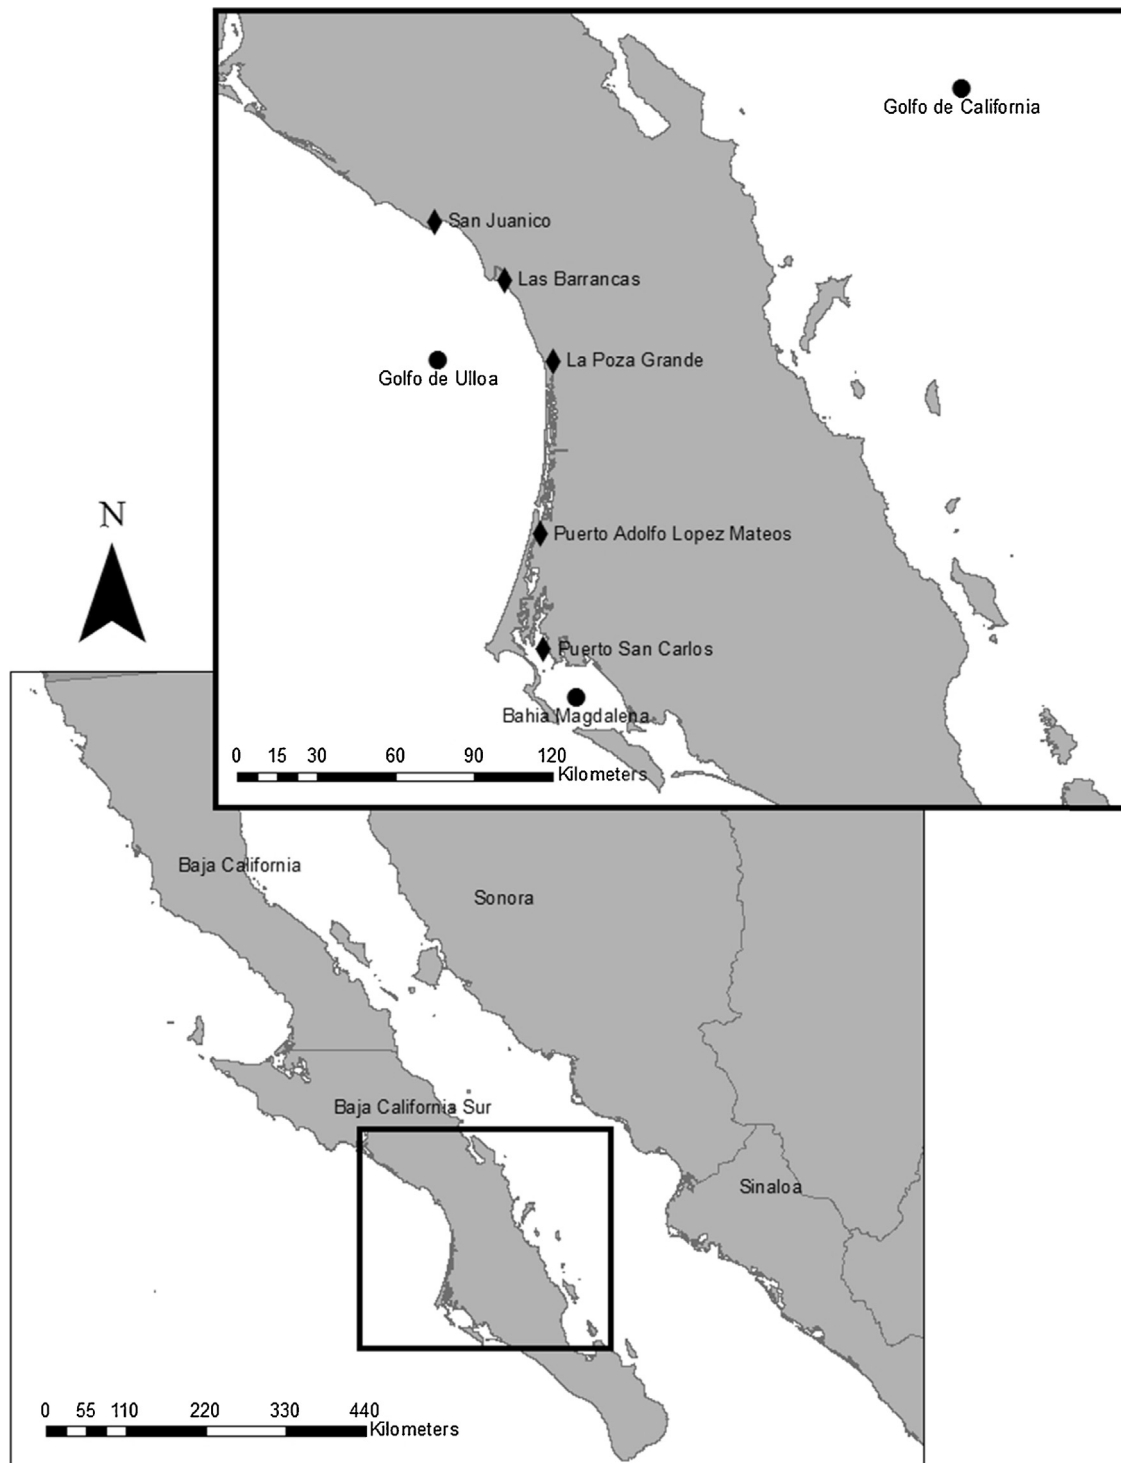 Golfo de California
San Juanico
Las Barrancas
Golfo de Ulloa
La Poza Grande
N
Puerto Adolfo Lopez Mateos
Puerto San Carlos
Bahia Magdalena
0 15 30 60 90 120
Kilometers
Baja California
Sonora
Baja California Sur
Sinaloa
0 55 110 220 330 440
Kilometers